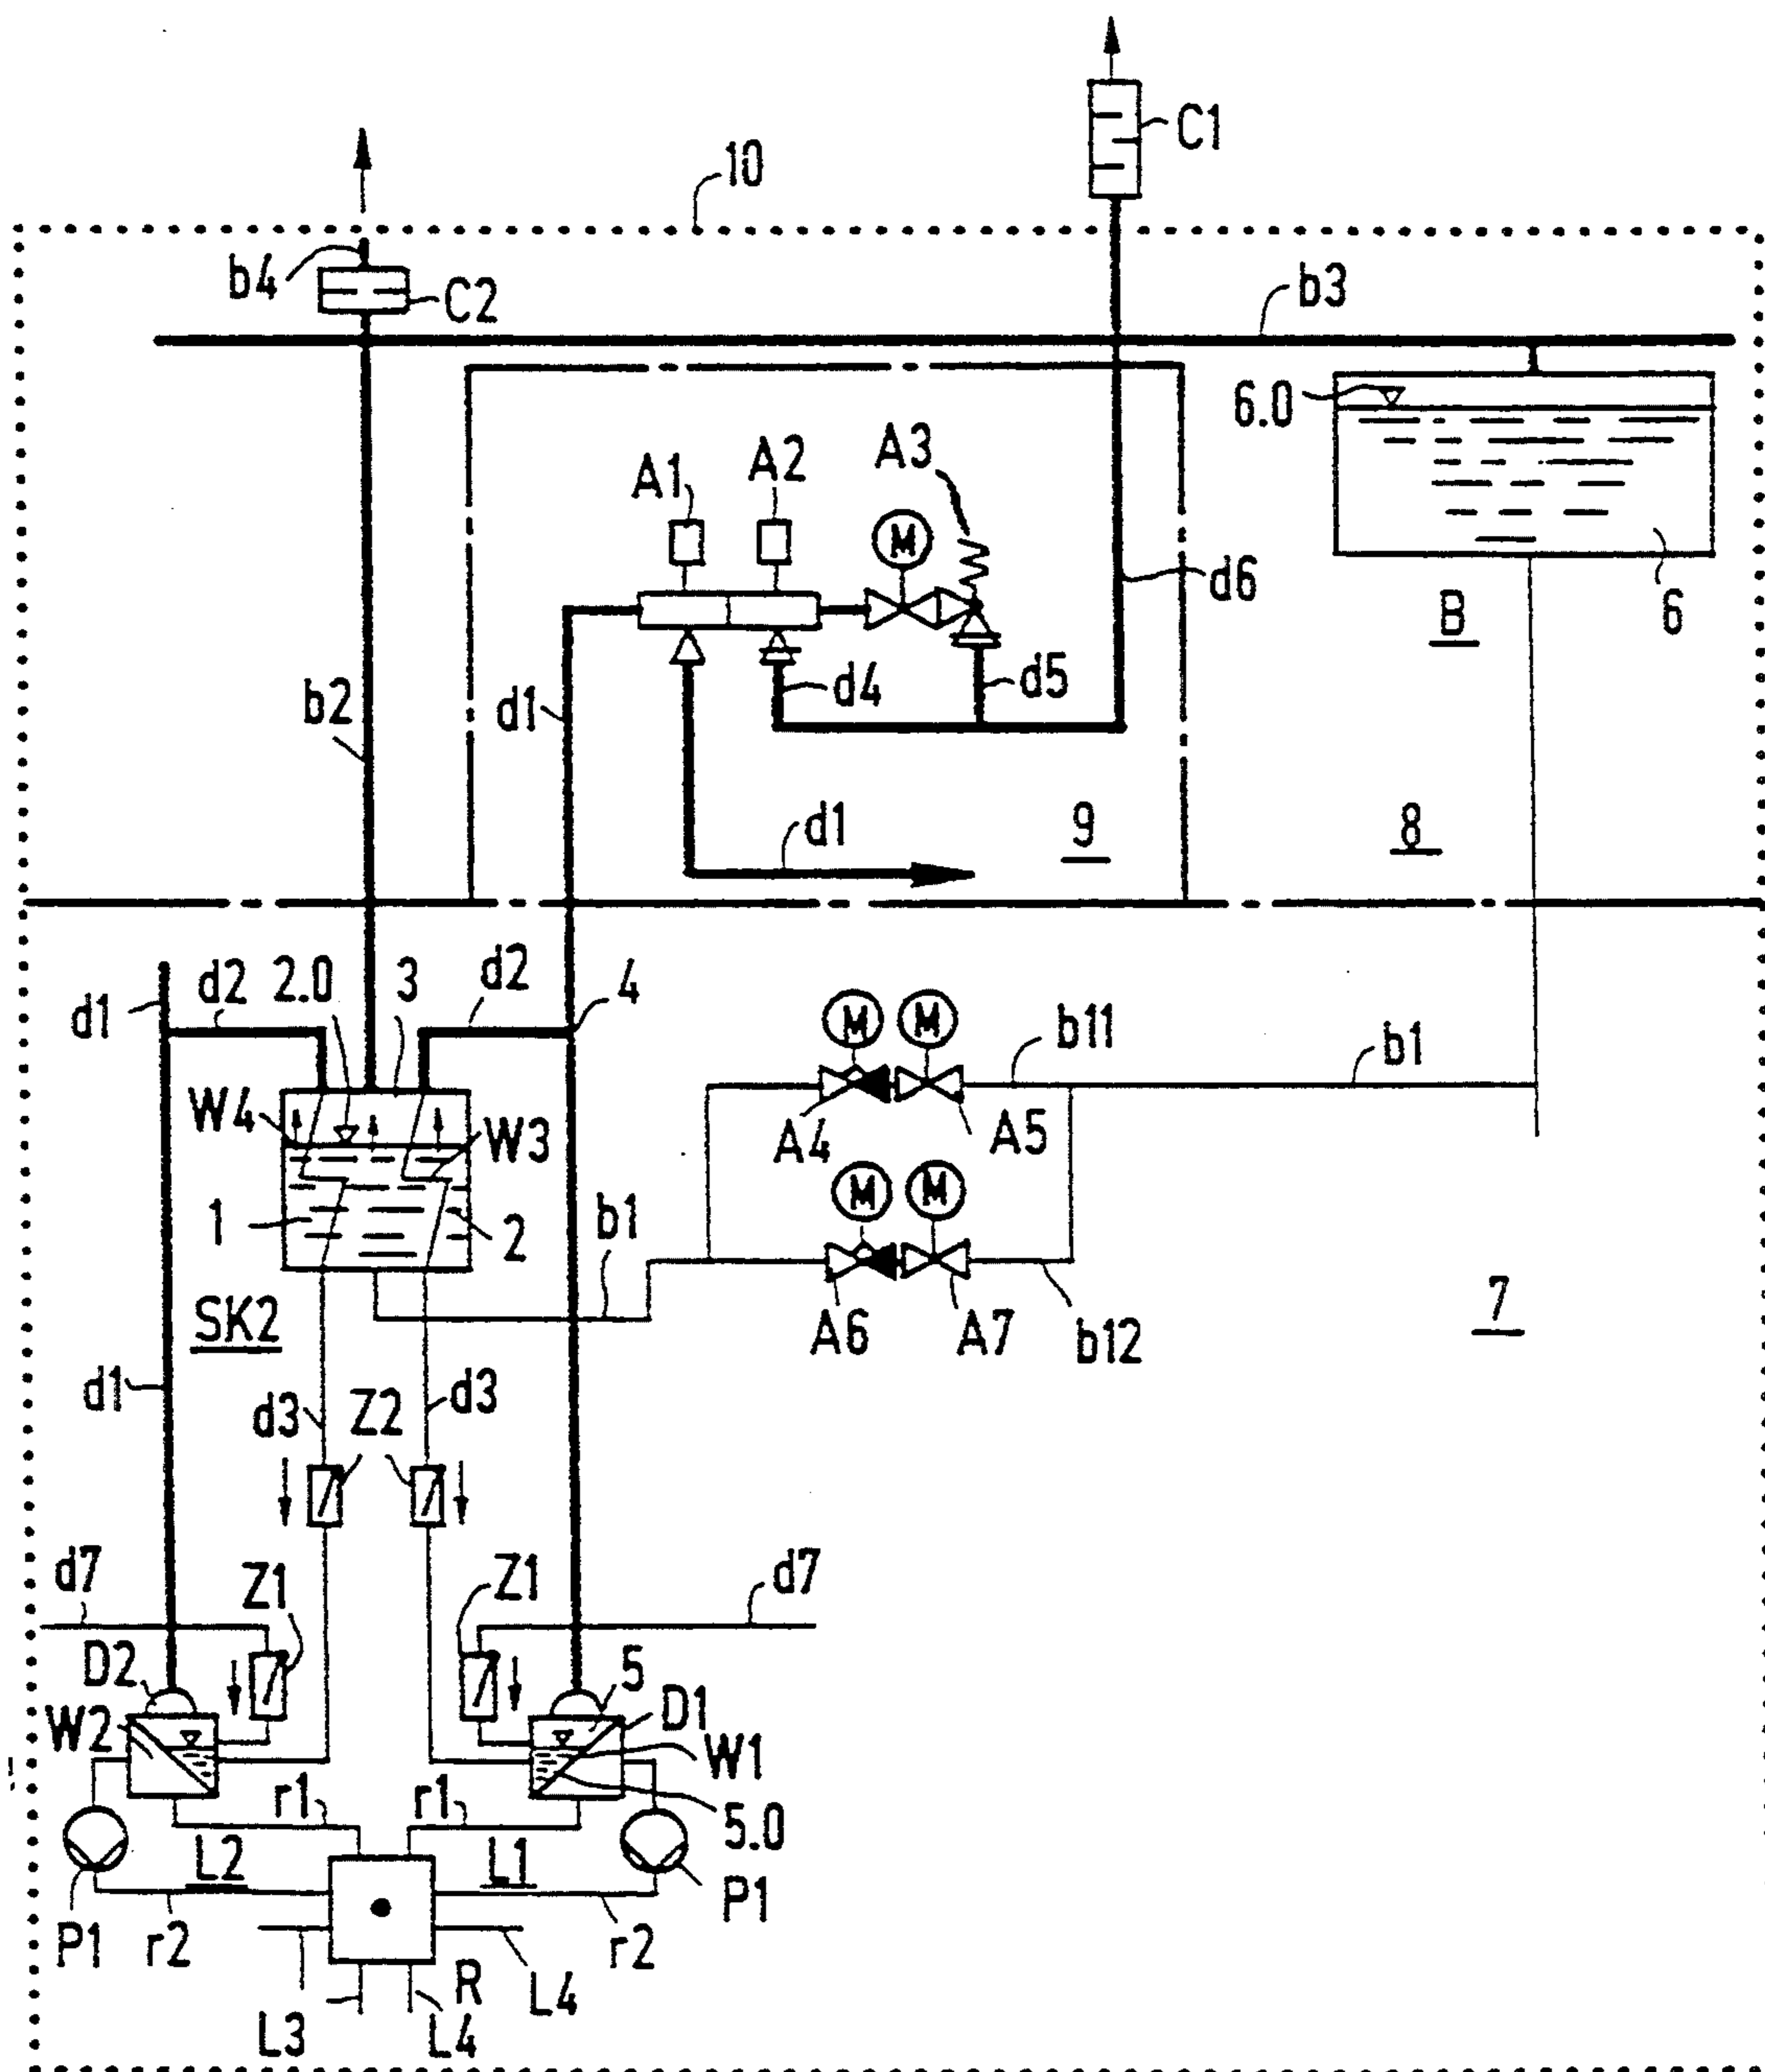 C1
10
b4
C2
b3
6.0
A1
A2
A3
M
d6
B
6
b2
d1
d4
d5
d1
9
8
d1
d2
2.0
3
d2
4
M
M
b11
b1
W4
W3
A4
A5
M
M
1
2
b1
SK2
A6
A7
b12
7
d1
d3
Z2
d3
d7
Z1
Z1
d7
D2
5
D1
W2
W1
r1
r1
5.0
L2
L1
P1
P1
r2
r2
R
L4
L3
L4